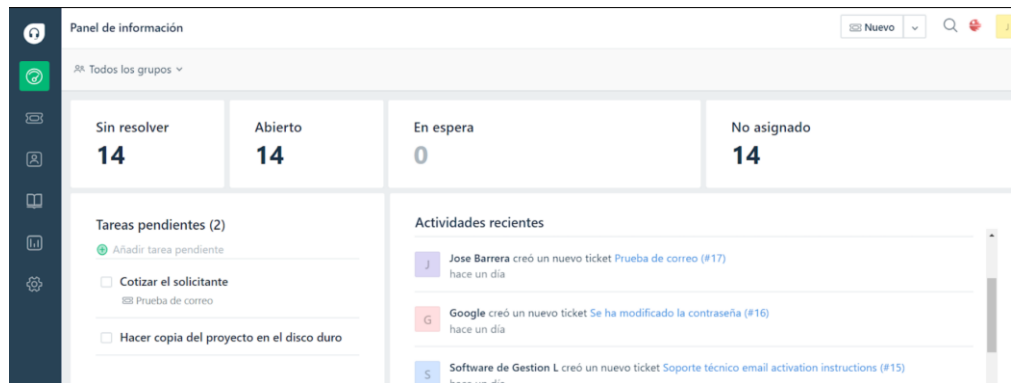 Panel de información
Nuevo
Todos los grupos
Sin resolver
14
Abierto
14
En espera
0
No asignado
14
Tareas pendientes (2)
Añadir tarea pendiente
Cotizar el solicitante
Prueba de correo
Hacer copia del proyecto en el disco duro
Actividades recientes
J
Jose Barrera creó un nuevo ticket Prueba de correo (#17)
hace un día
G
Google creó un nuevo ticket Se ha modificado la contraseña (#16)
hace un día
S
Software de Gestion L creó un nuevo ticket Soporte técnico email activation instructions (#15)
hace un día